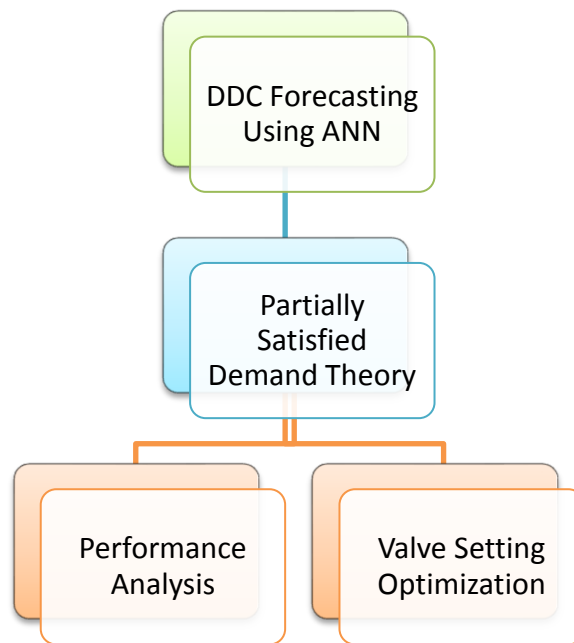 DDC Forecasting
Using ANN
Partially
Satisfied
Demand Theory
Performance
Analysis
Valve Setting
Optimization